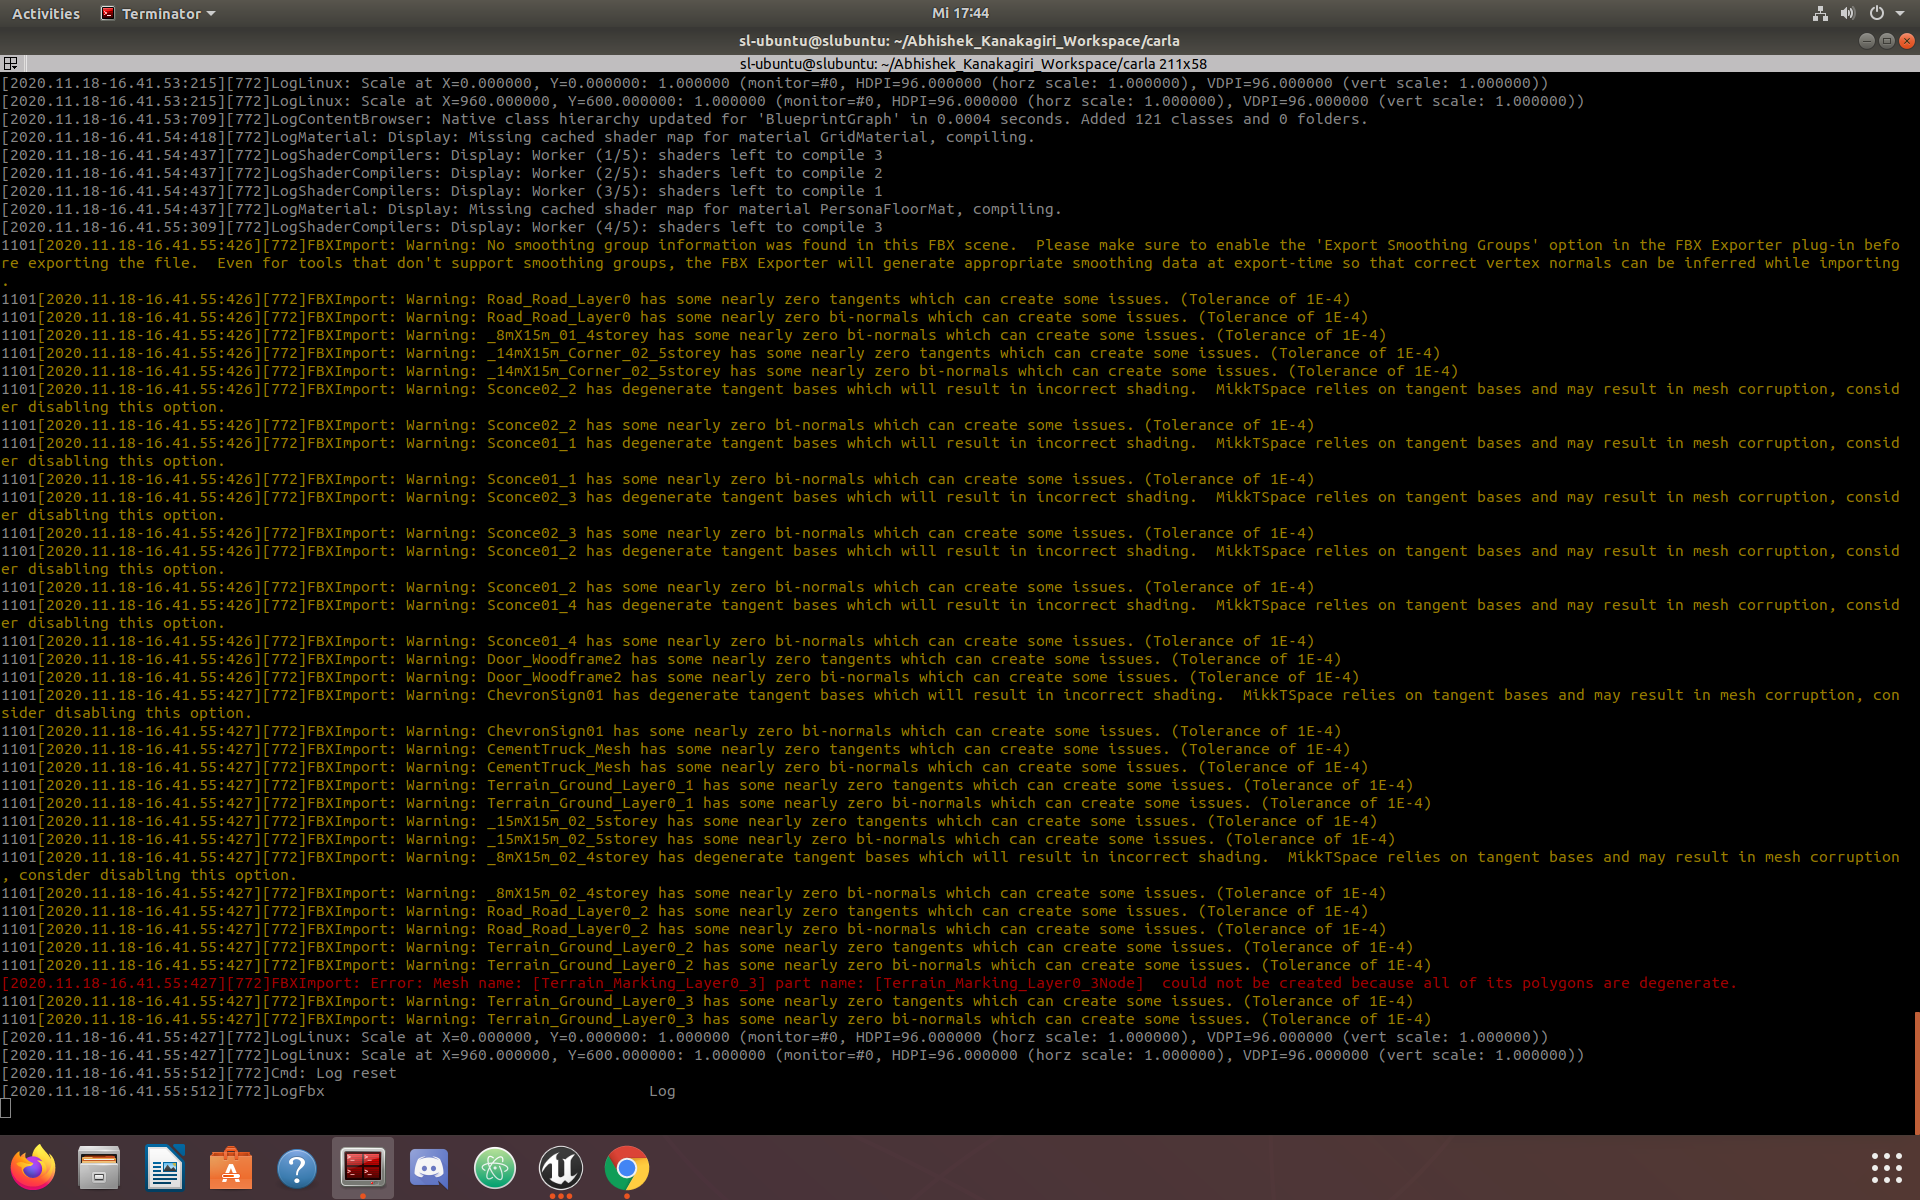 Activities Terminator Mi 17:44
sl-ubuntu@slubuntu: ~/Abhishek_Kanakagiri_Workspace/carla
sl-ubuntu@slubuntu: ~/Abhishek_Kanakagiri_Workspace/carla 211x58
[2020.11.18-16.41.53:215][772]LogLinux: Scale at X=0.000000, Y=0.000000: 1.000000 (monitor=#0, HDPI=96.000000 (horz scale: 1.000000), VDPI=96.000000 (vert scale: 1.000000))
[2020.11.18-16.41.53:215][772]LogLinux: Scale at X=960.000000, Y=600.000000: 1.000000 (monitor=#0, HDPI=96.000000 (horz scale: 1.000000), VDPI=96.000000 (vert scale: 1.000000))
[2020.11.18-16.41.53:709][772]LogContentBrowser: Native class hierarchy updated for 'BlueprintGraph' in 0.0004 seconds. Added 121 classes and 0 folders.
[2020.11.18-16.41.54:418][772]LogMaterial: Display: Missing cached shader map for material GridMaterial, compiling.
[2020.11.18-16.41.54:437][772]LogShaderCompilers: Display: Worker (1/5): shaders left to compile 3
[2020.11.18-16.41.54:437][772]LogShaderCompilers: Display: Worker (2/5): shaders left to compile 2
[2020.11.18-16.41.54:437][772]LogShaderCompilers: Display: Worker (3/5): shaders left to compile 1
[2020.11.18-16.41.54:437][772]LogMaterial: Display: Missing cached shader map for material PersonaFloorMat, compiling.
[2020.11.18-16.41.55:309][772]LogShaderCompilers: Display: Worker (4/5): shaders left to compile 3
1101[2020.11.18-16.41.55:426][772]FBXImport: Warning: No smoothing group information was found in this FBX scene.  Please make sure to enable the 'Export Smoothing Groups' option in the FBX Exporter plug-in befo
re exporting the file.  Even for tools that don't support smoothing groups, the FBX Exporter will generate appropriate smoothing data at export-time so that correct vertex normals can be inferred while importing
.
1101[2020.11.18-16.41.55:426][772]FBXImport: Warning: Road_Road_Layer0 has some nearly zero tangents which can create some issues. (Tolerance of 1E-4)
1101[2020.11.18-16.41.55:426][772]FBXImport: Warning: Road_Road_Layer0 has some nearly zero bi-normals which can create some issues. (Tolerance of 1E-4)
1101[2020.11.18-16.41.55:426][772]FBXImport: Warning: _8mX15m_01_4storey has some nearly zero bi-normals which can create some issues. (Tolerance of 1E-4)
1101[2020.11.18-16.41.55:426][772]FBXImport: Warning: _14mX15m_Corner_02_5storey has some nearly zero tangents which can create some issues. (Tolerance of 1E-4)
1101[2020.11.18-16.41.55:426][772]FBXImport: Warning: _14mX15m_Corner_02_5storey has some nearly zero bi-normals which can create some issues. (Tolerance of 1E-4)
1101[2020.11.18-16.41.55:426][772]FBXImport: Warning: Sconce02_2 has degenerate tangent bases which will result in incorrect shading.  MikkTSpace relies on tangent bases and may result in mesh corruption, consid
er disabling this option.
1101[2020.11.18-16.41.55:426][772]FBXImport: Warning: Sconce02_2 has some nearly zero bi-normals which can create some issues. (Tolerance of 1E-4)
1101[2020.11.18-16.41.55:426][772]FBXImport: Warning: Sconce01_1 has degenerate tangent bases which will result in incorrect shading.  MikkTSpace relies on tangent bases and may result in mesh corruption, consid
er disabling this option.
1101[2020.11.18-16.41.55:426][772]FBXImport: Warning: Sconce01_1 has some nearly zero bi-normals which can create some issues. (Tolerance of 1E-4)
1101[2020.11.18-16.41.55:426][772]FBXImport: Warning: Sconce02_3 has degenerate tangent bases which will result in incorrect shading.  MikkTSpace relies on tangent bases and may result in mesh corruption, consid
er disabling this option.
1101[2020.11.18-16.41.55:426][772]FBXImport: Warning: Sconce02_3 has some nearly zero bi-normals which can create some issues. (Tolerance of 1E-4)
1101[2020.11.18-16.41.55:426][772]FBXImport: Warning: Sconce01_2 has degenerate tangent bases which will result in incorrect shading.  MikkTSpace relies on tangent bases and may result in mesh corruption, consid
er disabling this option.
1101[2020.11.18-16.41.55:426][772]FBXImport: Warning: Sconce01_2 has some nearly zero bi-normals which can create some issues. (Tolerance of 1E-4)
1101[2020.11.18-16.41.55:426][772]FBXImport: Warning: Sconce01_4 has degenerate tangent bases which will result in incorrect shading.  MikkTSpace relies on tangent bases and may result in mesh corruption, consid
er disabling this option.
1101[2020.11.18-16.41.55:426][772]FBXImport: Warning: Sconce01_4 has some nearly zero bi-normals which can create some issues. (Tolerance of 1E-4)
1101[2020.11.18-16.41.55:426][772]FBXImport: Warning: Door_Woodframe2 has some nearly zero tangents which can create some issues. (Tolerance of 1E-4)
1101[2020.11.18-16.41.55:426][772]FBXImport: Warning: Door_Woodframe2 has some nearly zero bi-normals which can create some issues. (Tolerance of 1E-4)
1101[2020.11.18-16.41.55:427][772]FBXImport: Warning: ChevronSign01 has degenerate tangent bases which will result in incorrect shading.  MikkTSpace relies on tangent bases and may result in mesh corruption, con
sider disabling this option.
1101[2020.11.18-16.41.55:427][772]FBXImport: Warning: ChevronSign01 has some nearly zero bi-normals which can create some issues. (Tolerance of 1E-4)
1101[2020.11.18-16.41.55:427][772]FBXImport: Warning: CementTruck_Mesh has some nearly zero tangents which can create some issues. (Tolerance of 1E-4)
1101[2020.11.18-16.41.55:427][772]FBXImport: Warning: CementTruck_Mesh has some nearly zero bi-normals which can create some issues. (Tolerance of 1E-4)
1101[2020.11.18-16.41.55:427][772]FBXImport: Warning: Terrain_Ground_Layer0_1 has some nearly zero tangents which can create some issues. (Tolerance of 1E-4)
1101[2020.11.18-16.41.55:427][772]FBXImport: Warning: Terrain_Ground_Layer0_1 has some nearly zero bi-normals which can create some issues. (Tolerance of 1E-4)
1101[2020.11.18-16.41.55:427][772]FBXImport: Warning: _15mX15m_02_5storey has some nearly zero tangents which can create some issues. (Tolerance of 1E-4)
1101[2020.11.18-16.41.55:427][772]FBXImport: Warning: _15mX15m_02_5storey has some nearly zero bi-normals which can create some issues. (Tolerance of 1E-4)
1101[2020.11.18-16.41.55:427][772]FBXImport: Warning: _8mX15m_02_4storey has degenerate tangent bases which will result in incorrect shading.  MikkTSpace relies on tangent bases and may result in mesh corruption
, consider disabling this option.
1101[2020.11.18-16.41.55:427][772]FBXImport: Warning: _8mX15m_02_4storey has some nearly zero bi-normals which can create some issues. (Tolerance of 1E-4)
1101[2020.11.18-16.41.55:427][772]FBXImport: Warning: Road_Road_Layer0_2 has some nearly zero tangents which can create some issues. (Tolerance of 1E-4)
1101[2020.11.18-16.41.55:427][772]FBXImport: Warning: Road_Road_Layer0_2 has some nearly zero bi-normals which can create some issues. (Tolerance of 1E-4)
1101[2020.11.18-16.41.55:427][772]FBXImport: Warning: Terrain_Ground_Layer0_2 has some nearly zero tangents which can create some issues. (Tolerance of 1E-4)
1101[2020.11.18-16.41.55:427][772]FBXImport: Warning: Terrain_Ground_Layer0_2 has some nearly zero bi-normals which can create some issues. (Tolerance of 1E-4)
[2020.11.18-16.41.55:427][772]FBXImport: Error: Mesh name: [Terrain_Marking_Layer0_3] part name: [Terrain_Marking_Layer0_3Node]  could not be created because all of its polygons are degenerate.
1101[2020.11.18-16.41.55:427][772]FBXImport: Warning: Terrain_Ground_Layer0_3 has some nearly zero tangents which can create some issues. (Tolerance of 1E-4)
1101[2020.11.18-16.41.55:427][772]FBXImport: Warning: Terrain_Ground_Layer0_3 has some nearly zero bi-normals which can create some issues. (Tolerance of 1E-4)
[2020.11.18-16.41.55:427][772]LogLinux: Scale at X=0.000000, Y=0.000000: 1.000000 (monitor=#0, HDPI=96.000000 (horz scale: 1.000000), VDPI=96.000000 (vert scale: 1.000000))
[2020.11.18-16.41.55:427][772]LogLinux: Scale at X=960.000000, Y=600.000000: 1.000000 (monitor=#0, HDPI=96.000000 (horz scale: 1.000000), VDPI=96.000000 (vert scale: 1.000000))
[2020.11.18-16.41.55:512][772]Cmd: Log reset
[2020.11.18-16.41.55:512][772]LogFbx                                    Log